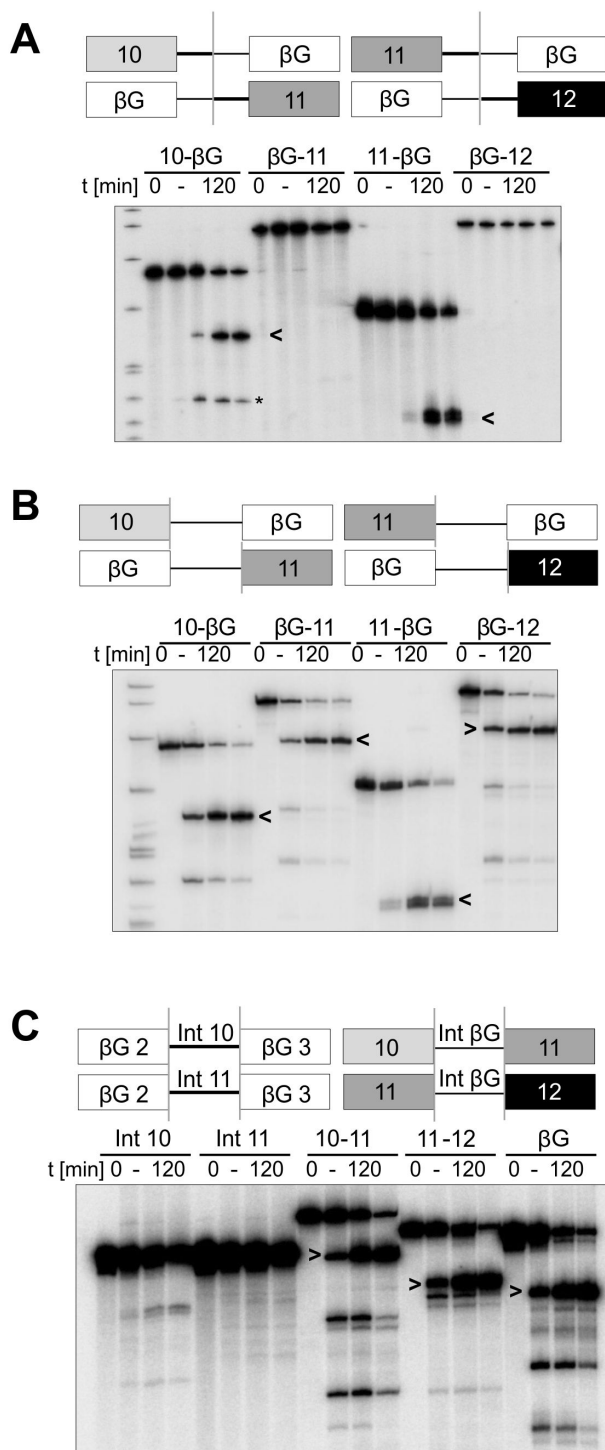 A
10 βG 11 βG
βG 11 βG 12
10-βG βG-11 11-βG βG-12
t [min] 0 - 120 0 - 120 0 - 120 0 - 120
<
*
<
B
10 βG 11 βG
βG 11 βG 12
10-βG βG-11 11-βG βG-12
t [min] 0 - 120 0 - 120 0 - 120 0 - 120
< < > <
C
βG 2 Int 10 βG 3 10 Int βG 11
βG 2 Int 11 βG 3 11 Int βG 12
Int 10 Int 11 10-11 11-12 βG
t [min] 0 - 120 0 - 120 0 - 120 0 - 120 0 - 120
> > >